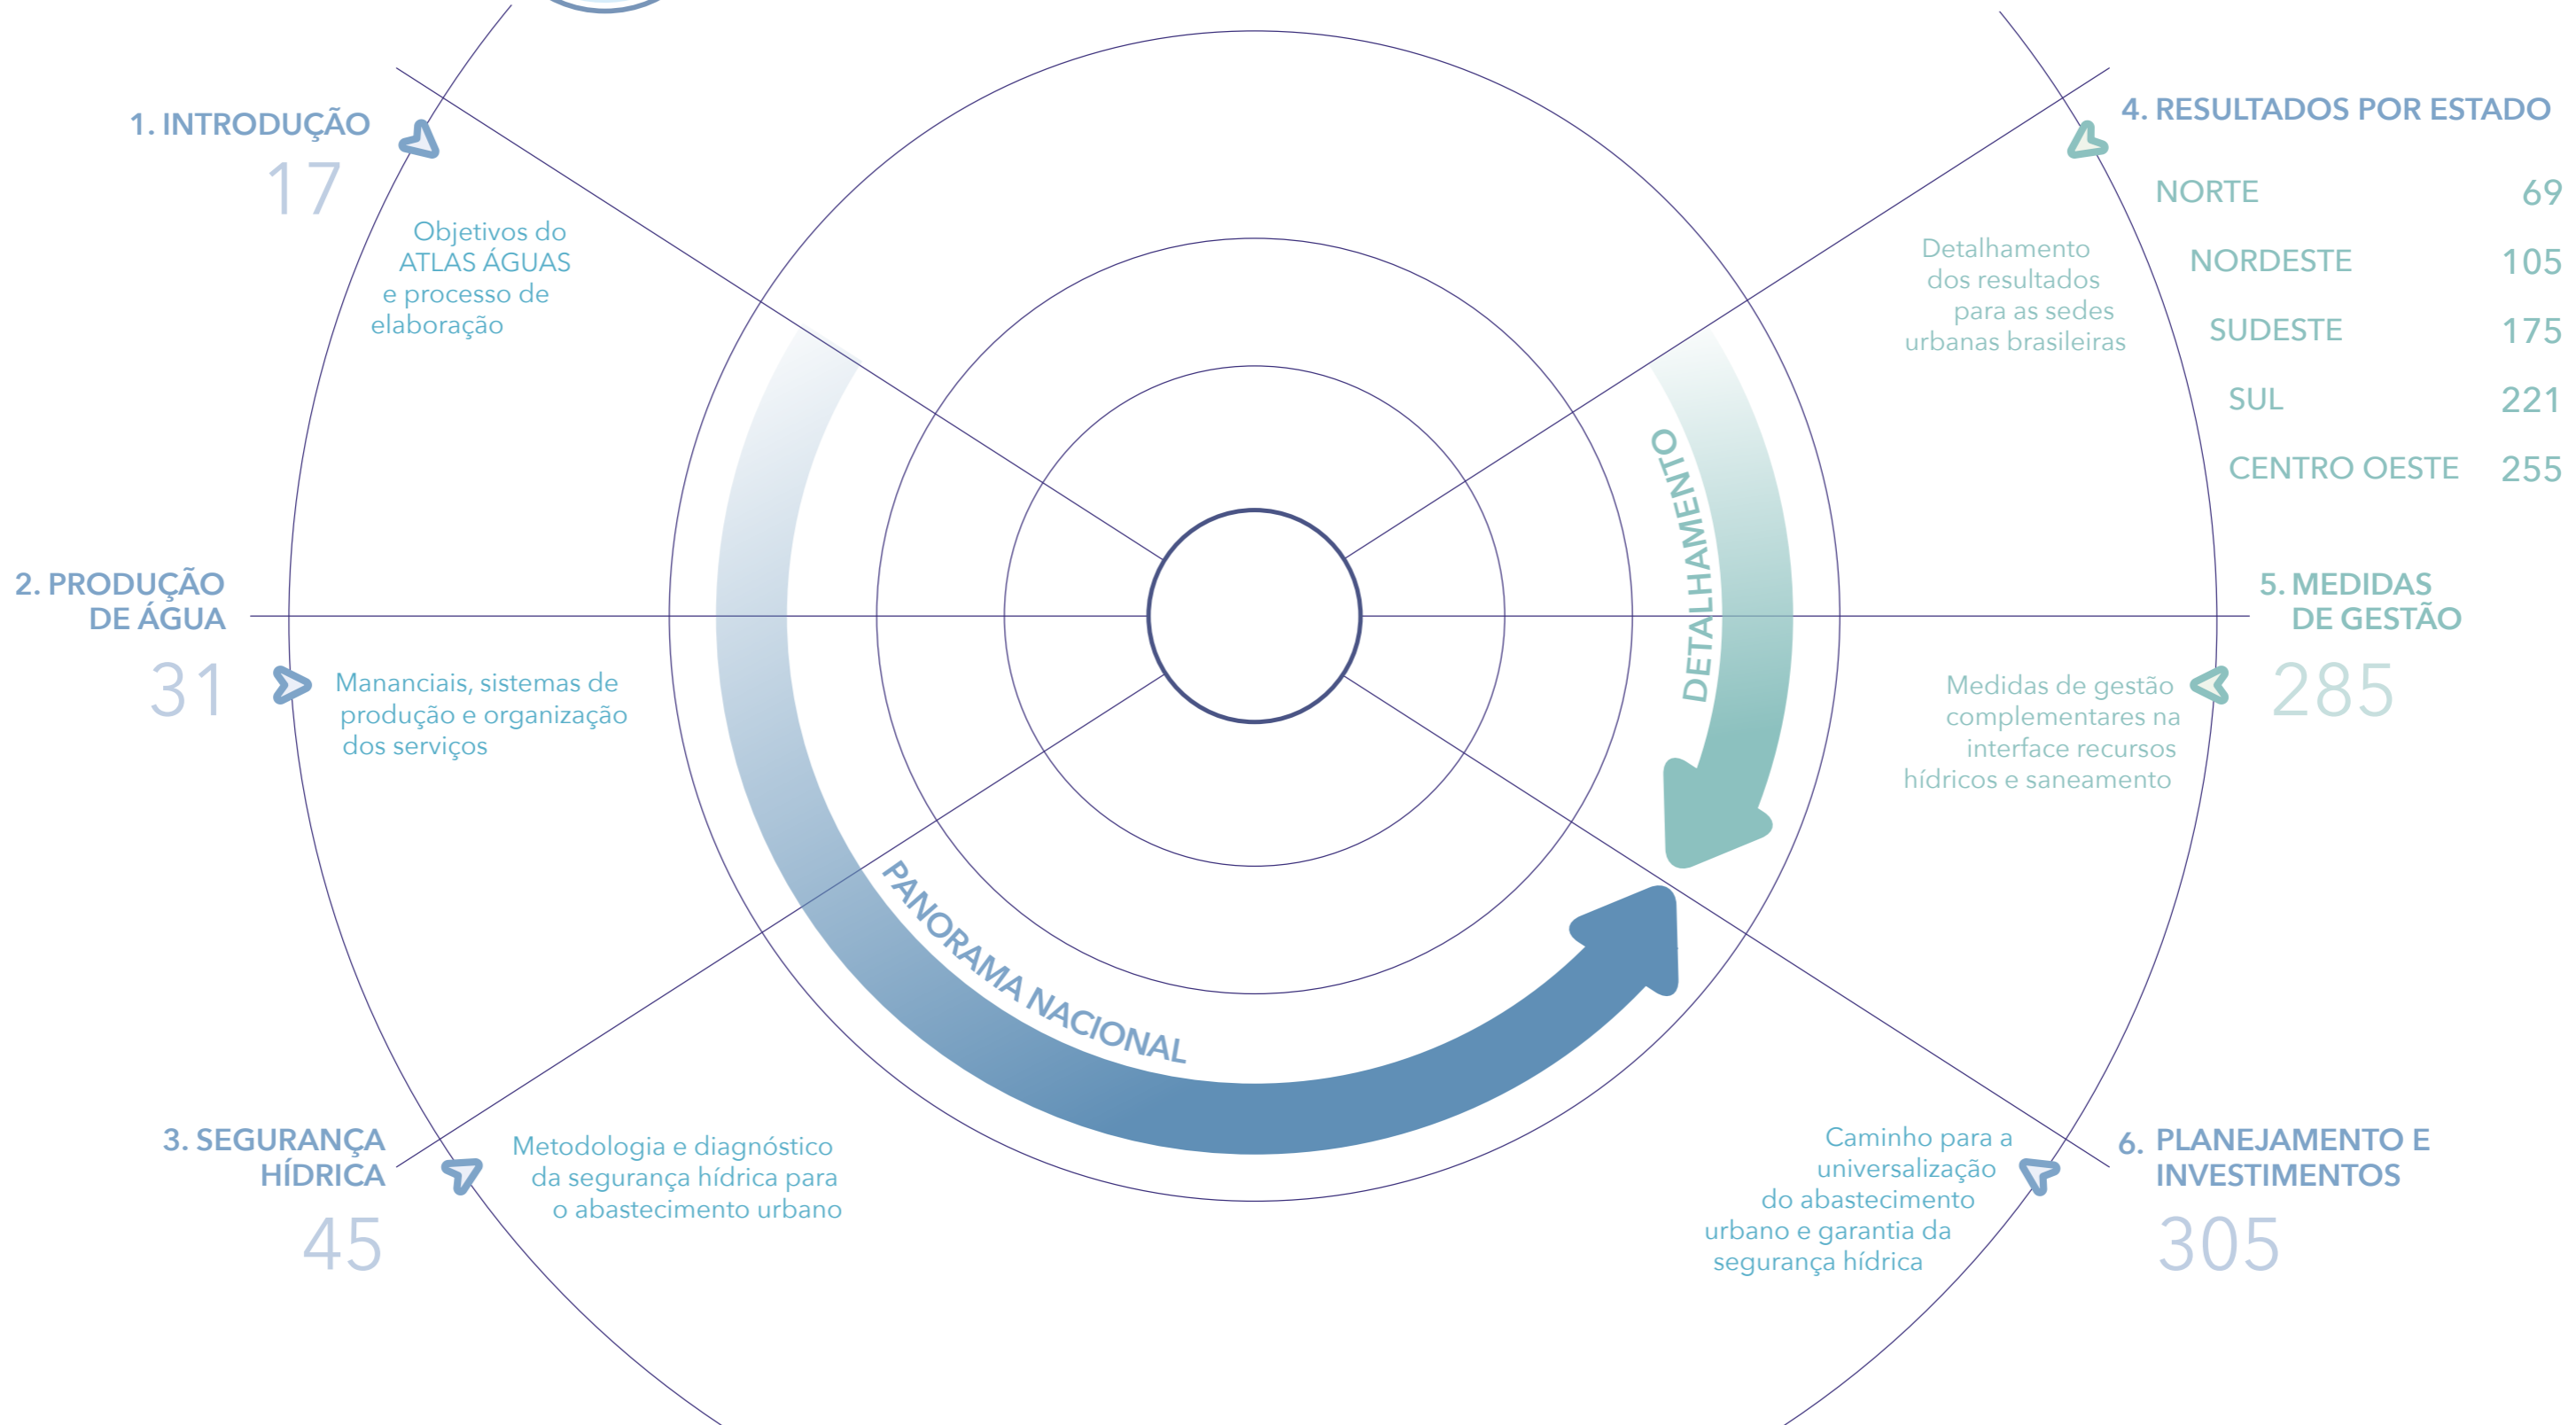 1. INTRODUÇÃO
17
Objetivos do
ATLAS ÁGUAS
e processo de
elaboração
2. PRODUÇÃO
DE ÁGUA
31
Mananciais, sistemas de
produção e organização
dos serviços
3. SEGURANÇA
HÍDRICA
45
Metodologia e diagnóstico
da segurança hídrica para
o abastecimento urbano
PANORAMA NACIONAL
DETALHAMENTO
4. RESULTADOS POR ESTADO
NORTE 69
NORDESTE 105
SUDESTE 175
SUL 221
CENTRO OESTE 255
Detalhamento
dos resultados
para as sedes
urbanas brasileiras
5. MEDIDAS
DE GESTÃO
285
Medidas de gestão
complementares na
interface recursos
hídricos e saneamento
6. PLANEJAMENTO E
INVESTIMENTOS
305
Caminho para a
universalização
do abastecimento
urbano e garantia da
segurança hídrica